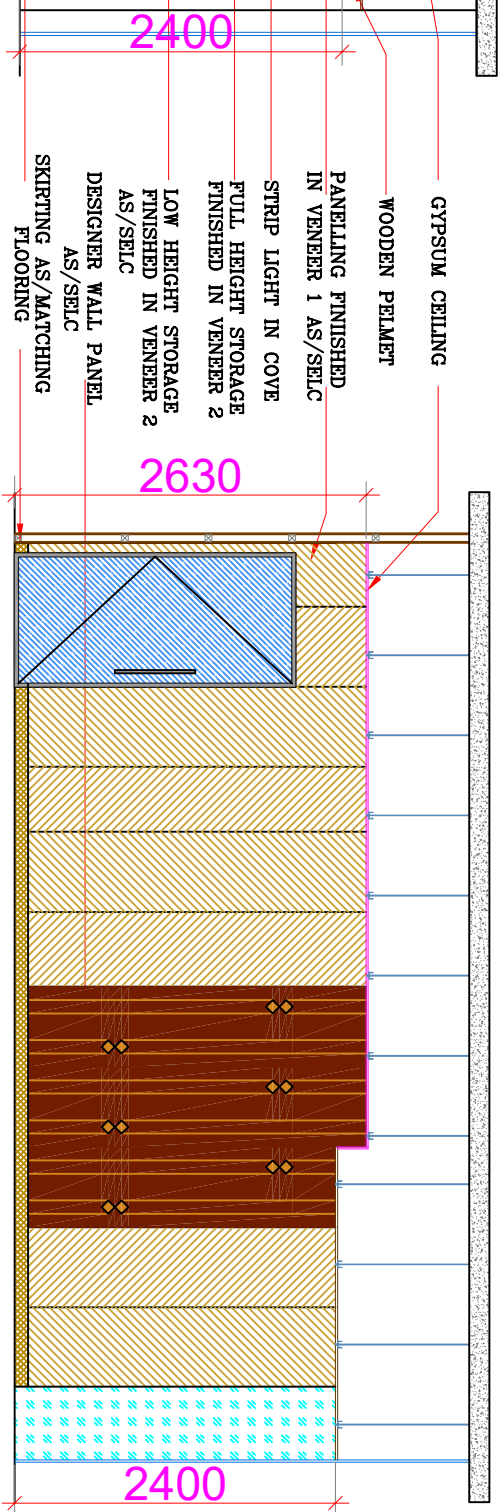 2400
GYPSUM CEILING
WOODEN PELMET
PANELLING FINIISHED
IN VENEER 1 AS/SELC
STRIP LIGHT IN COVE
FULL HEIGHT STORAGE
FINISHED IN VENEER 2
LOW HEIGHT STORAGE
FINISHED IN VENEER 2
AS/SELC
DESIGNER WALL PANEL
AS/SELC
SKIRTING AS/MATCHING
FLOORING
2630
2400